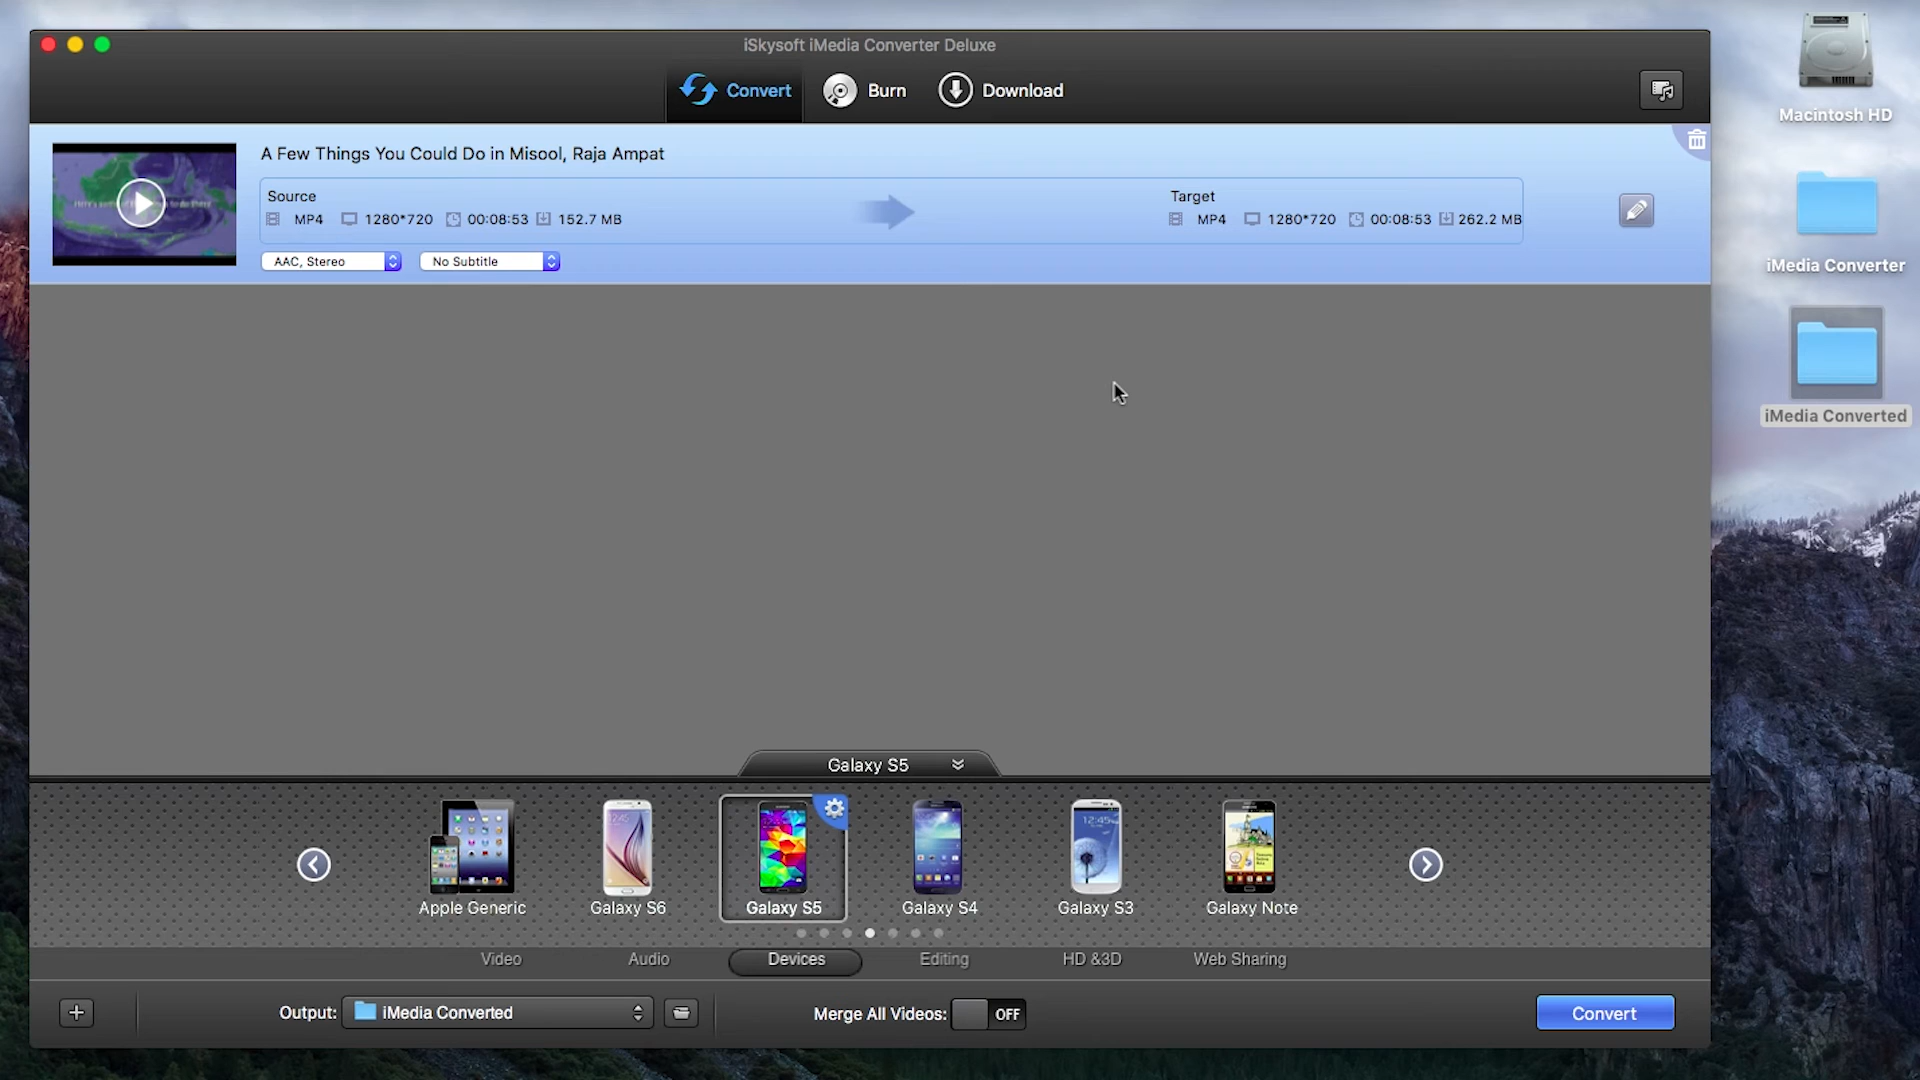 iSkysoft iMedia Converter Deluxe
Convert Burn Download
Macintosh HD
iMedia Converter
iMedia Converted
A Few Things You Could Do in Misool, Raja Ampat
Source
MP4 1280*720 00:08:53 152.7 MB
Target
MP4 1280*720 00:08:53 262.2 MB
AAC, Stereo No Subtitle
Galaxy S5
12:45
Apple Generic Galaxy S6 Galaxy S5 Galaxy S4 Galaxy S3 Galaxy Note
Video Audio Devices Editing HD &3D Web Sharing
Output: iMedia Converted Merge All Videos: OFF Convert